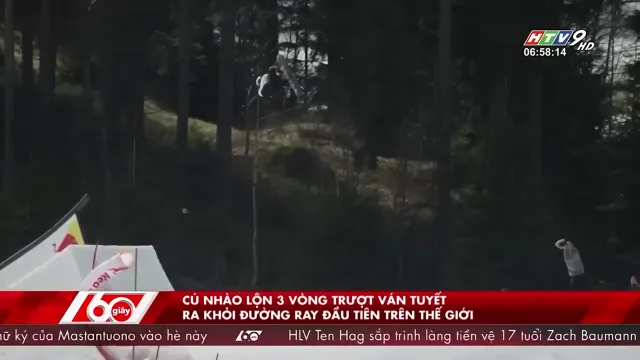 HTV9 HD
06:58:14
CÚ NHÀO LỘN 3 VÒNG TRƯỢT VÁN TUYẾT
RA KHỎI ĐƯỜNG RAY ĐẦU TIÊN TRÊN THẾ GIỚI
60 giây
chữ ký của Mastantuono vào hè này 60 HLV Ten Hag sắp trình làng tiền vệ 17 tuổi Zach Baumann